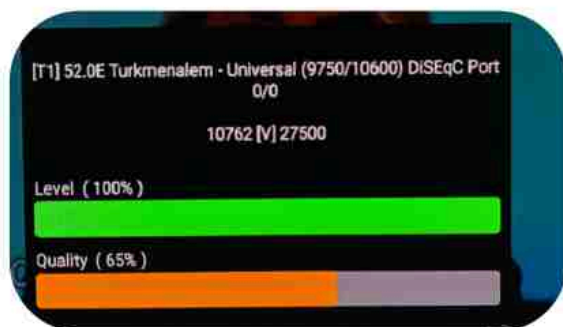 [T1] 52.0E Turkmenalem - Universal (9750/10600) DiSEqC Port
0/0
10762 [V] 27500
Level ( 100% )
Quality ( 65% )